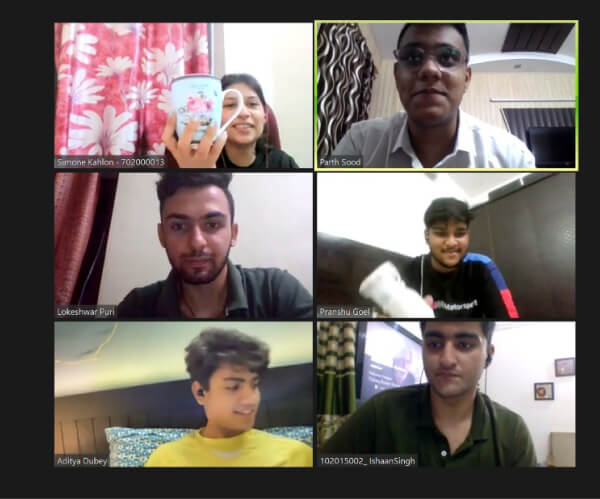 Simone Kahlon - 702000013
Parth Sood
Lokeshwar Puri
Pranshu Goel
Aditya Dubey
102015002_ IshaanSingh